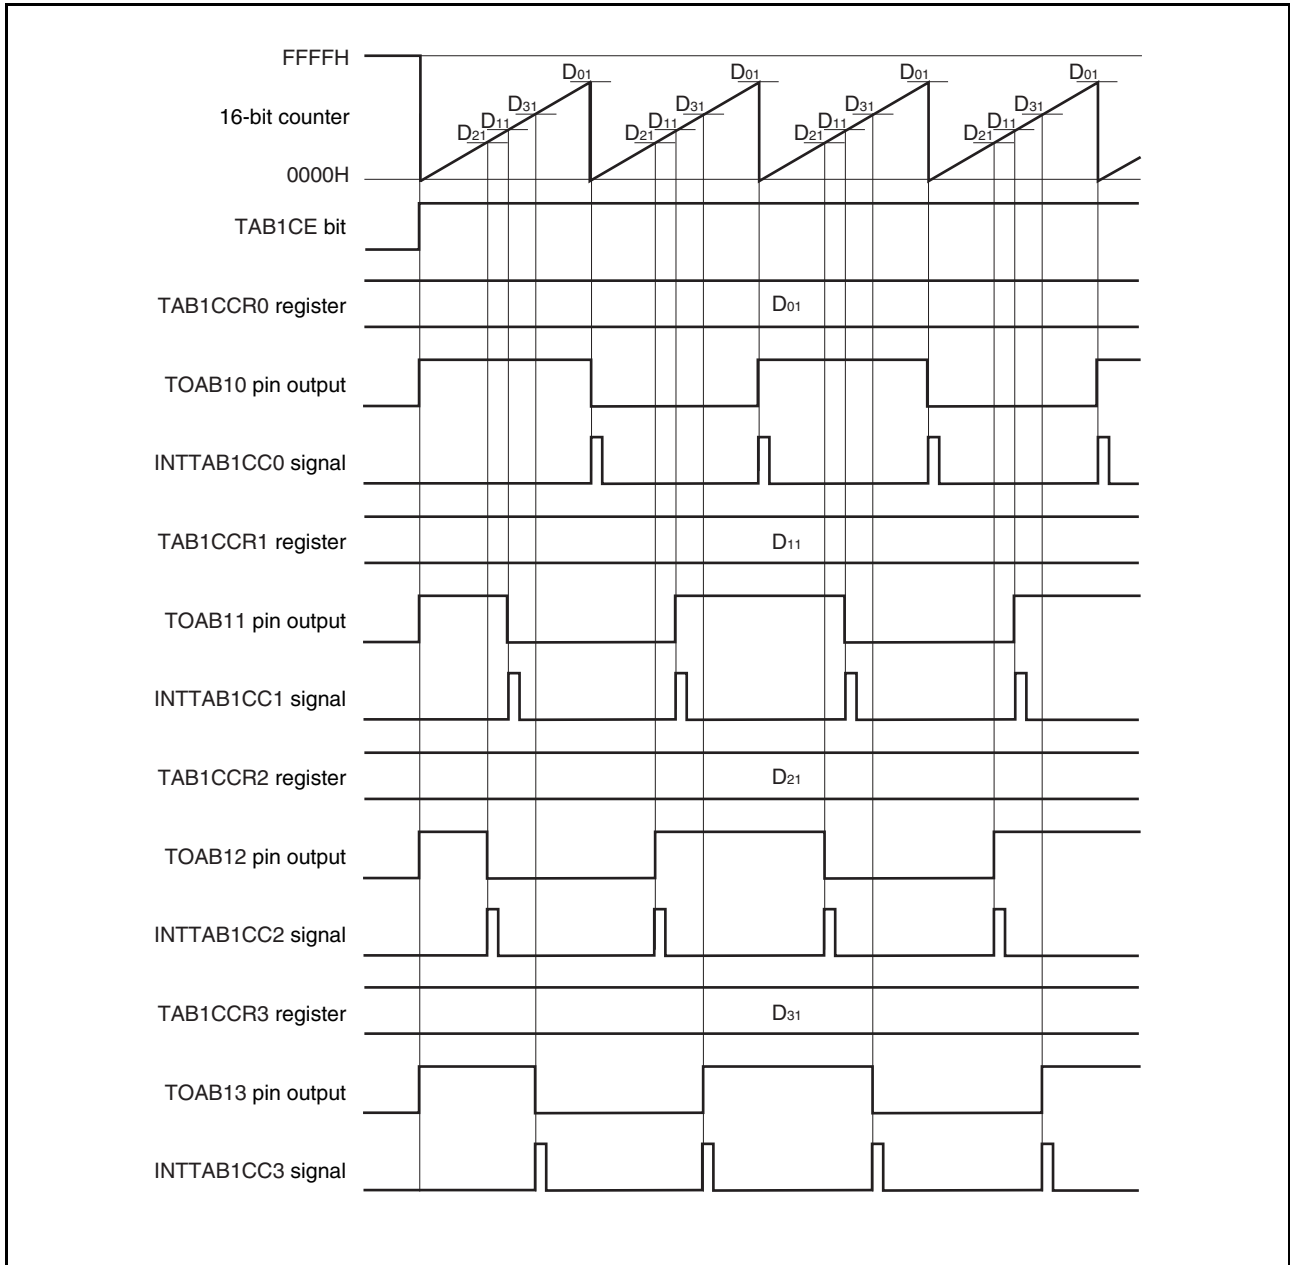 FFFFH
D01 D01 D01 D01
D31 D31 D31 D31
16-bit counter
D11 D11 D11 D11
D21 D21 D21 D21
0000H
TAB1CE bit
TAB1CCR0 register
D01
TOAB10 pin output
INTTAB1CC0 signal
TAB1CCR1 register
D11
TOAB11 pin output
INTTAB1CC1 signal
TAB1CCR2 register
D21
TOAB12 pin output
INTTAB1CC2 signal
TAB1CCR3 register
D31
TOAB13 pin output
INTTAB1CC3 signal